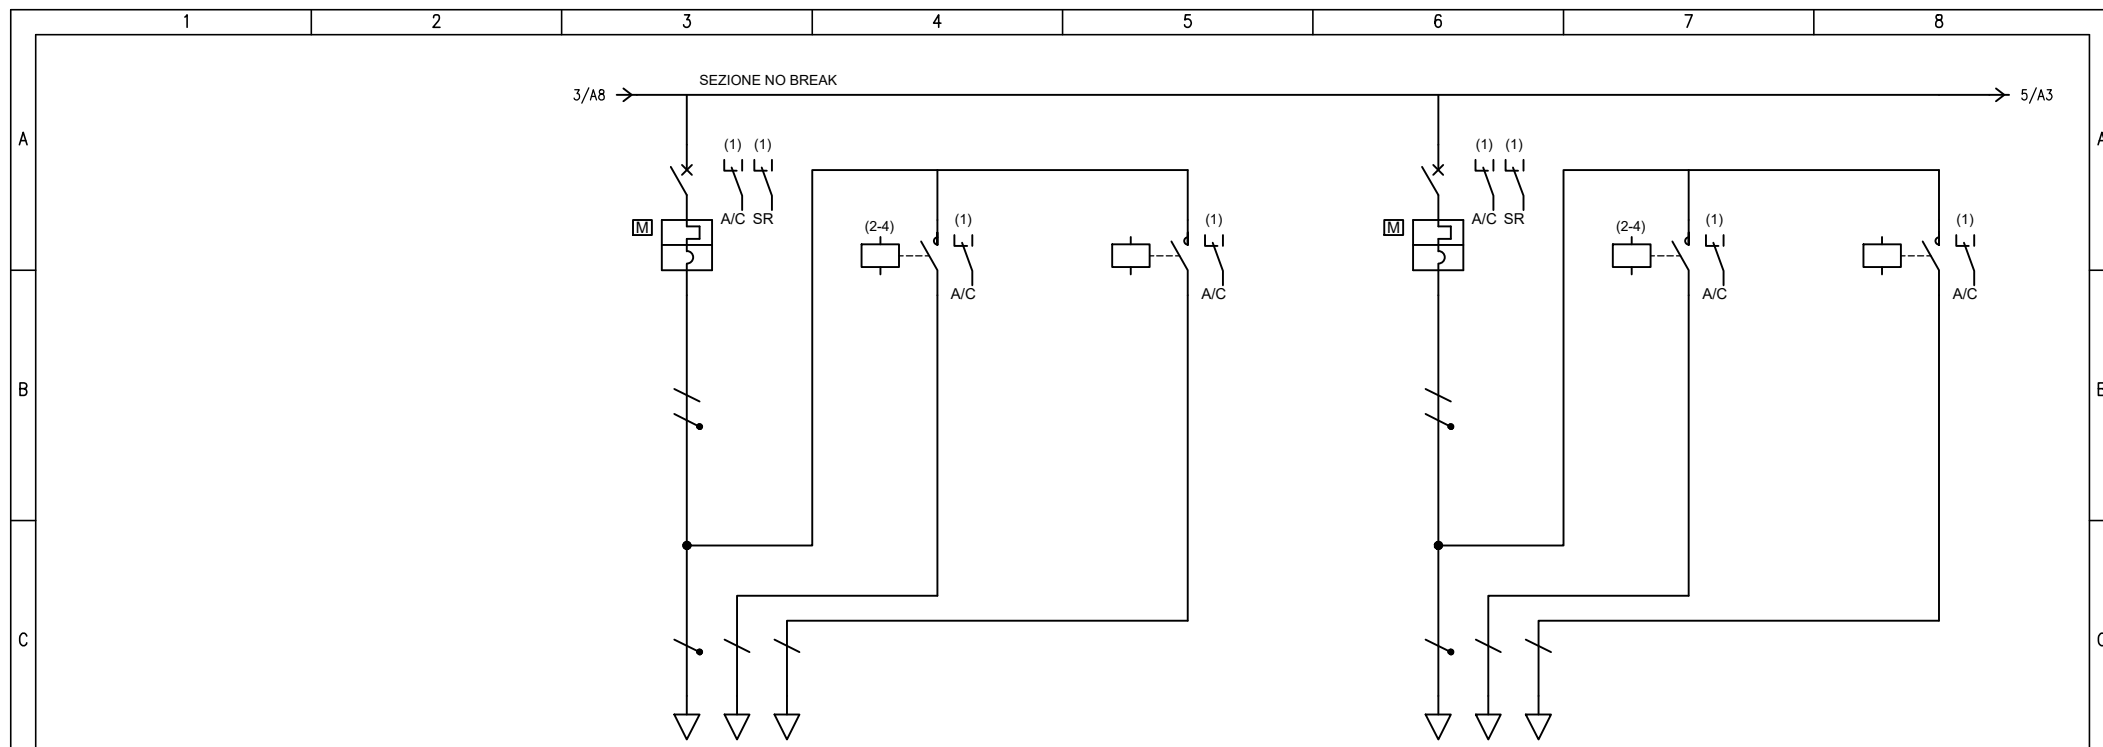 1 2 3 4 5 6 7 8
SEZIONE NO BREAK
3/A8 5/A3
A A
(1) (1) (1) (1)
A/C SR A/C SR
M (2-4) (1) (1) M (2-4) (1) (1)
A/C A/C A/C A/C
B B
C C